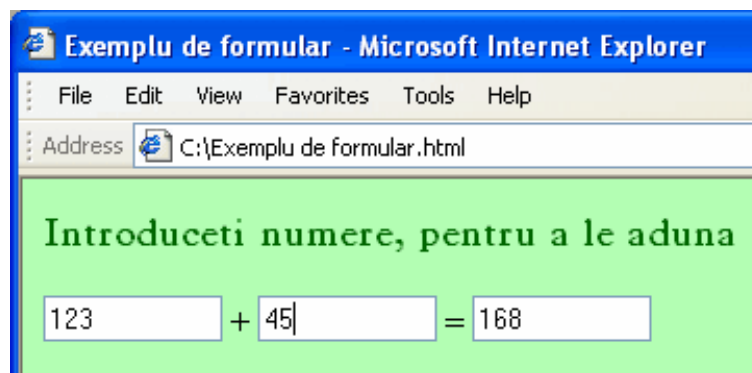 Exemplu de formular - Microsoft Internet Explorer
File Edit View Favorites Tools Help
Address C:\Exemplu de formular.html
Introduceti numere, pentru a le aduna
123 + 45 = 168